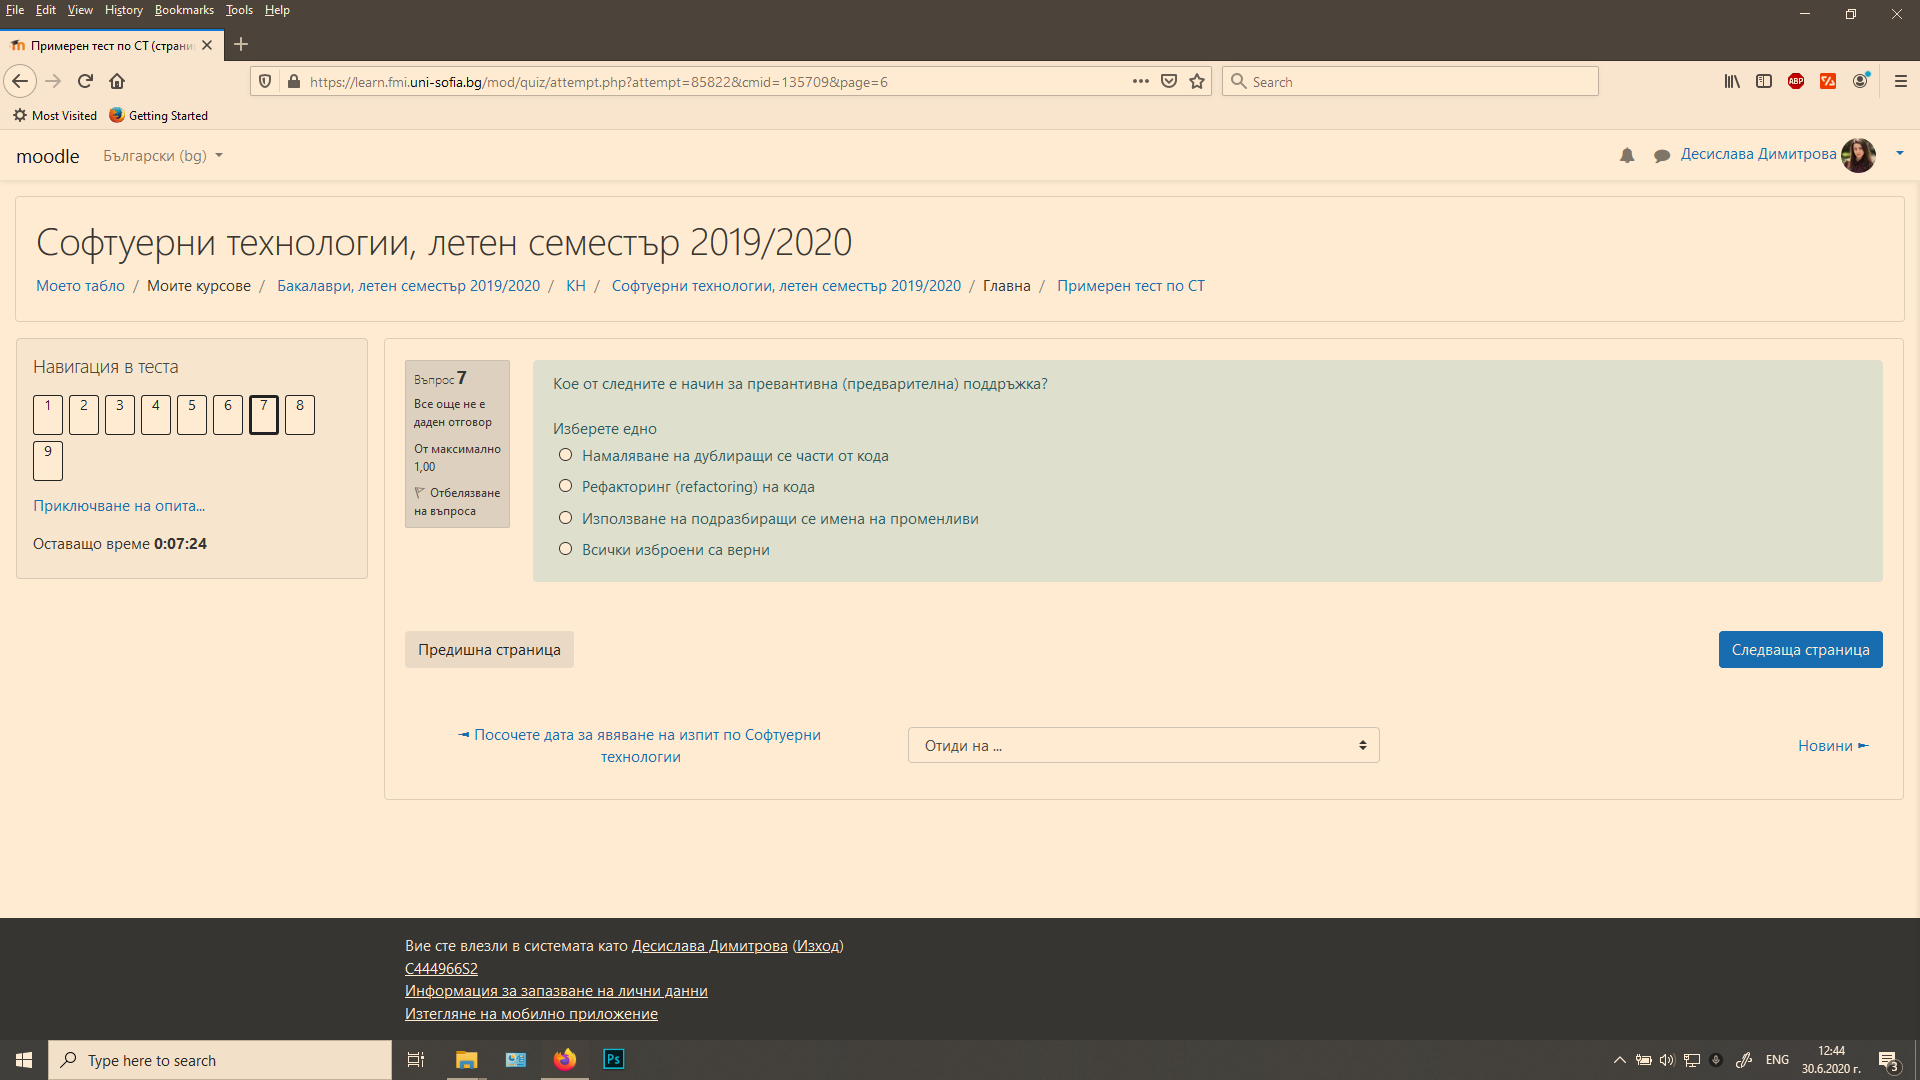 File Edit View History Bookmarks Tools Help
Примерен тест по СТ (страни
https://learn.fmi.uni-sofia.bg/mod/quiz/attempt.php?attempt=85822&cmid=135709&page=6
Search
ABP
Most Visited Getting Started
moodle Български (bg) Десислава Димитрова
Софтуерни технологии, летен семестър 2019/2020
Моето табло / Моите курсове / Бакалаври, летен семестър 2019/2020 / КН / Софтуерни технологии, летен семестър 2019/2020 / Главна / Примерен тест по СТ
Навигация в теста
1 2 3 4 5 6 7 8
9
Приключване на опита...
Оставащо време 0:07:24
Въпрос 7
Все още не е
даден отговор
От максимално
1,00
Отбелязване
на въпроса
Кое от следните е начин за превантивна (предварителна) поддръжка?
Изберете едно
Намаляване на дублиращи се части от кода
Рефакторинг (refactoring) на кода
Използване на подразбиращи се имена на променливи
Всички изброени са верни
Предишна страница
Следваща страница
◄ Посочете дата за явяване на изпит по Софтуерни
технологии
Отиди на ...
Новини ►
Вие сте влезли в системата като Десислава Димитрова (Изход)
C444966S2
Информация за запазване на лични данни
Изтегляне на мобилно приложение
Type here to search
Ps
ENG
12:44
30.6.2020 г.
3